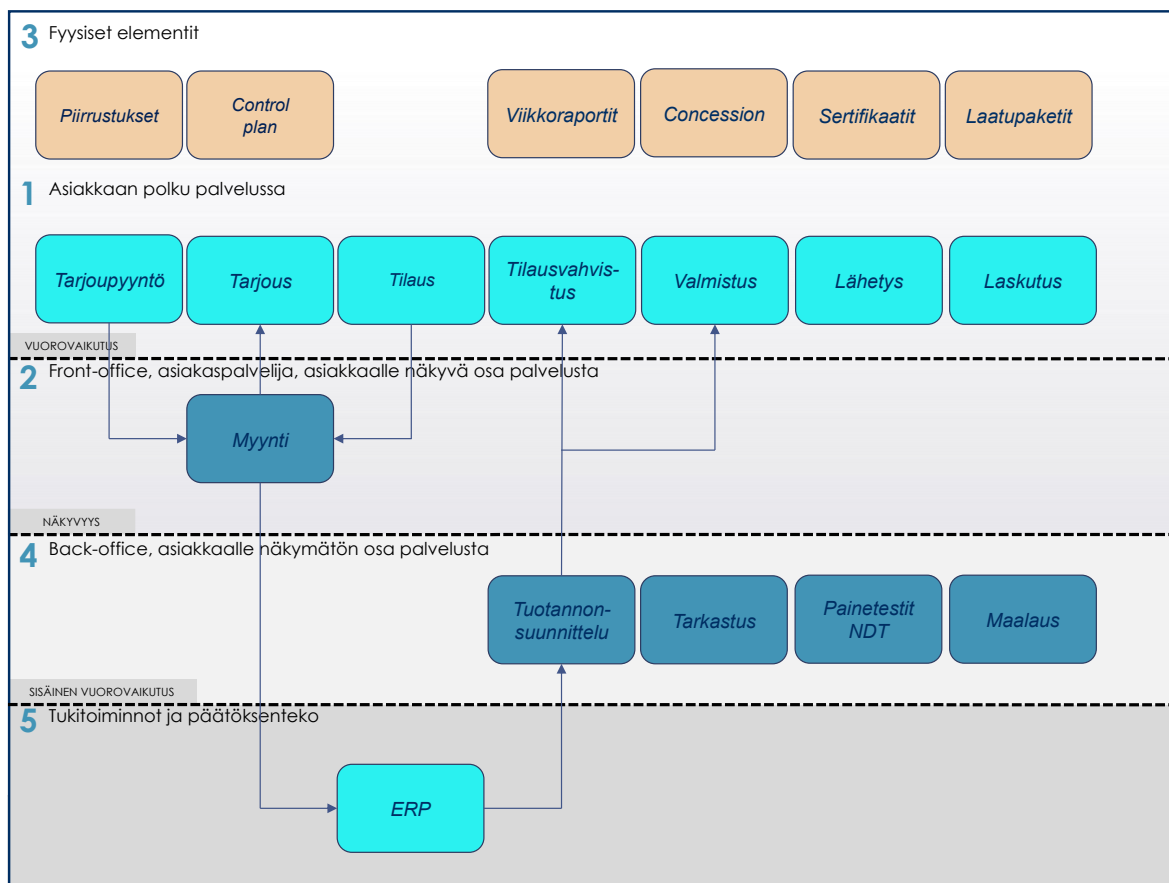 3 Fyysiset elementit
Piirrustukset
Control
plan
Viikkoraportit
Concession
Sertifikaatit
Laatupaketit
1 Asiakkaan polku palvelussa
Tarjoupyyntö
Tarjous
Tilaus
Tilausvahvis-
tus
Valmistus
Lähetys
Laskutus
VUOROVAIKUTUS
2 Front-office, asiakaspalvelija, asiakkaalle näkyvä osa palvelusta
Myynti
NÄKYVYYS
4 Back-office, asiakkaalle näkymätön osa palvelusta
Tuotannon-
suunnittelu
Tarkastus
Painetestit
NDT
Maalaus
SISÄINEN VUOROVAIKUTUS
5 Tukitoiminnot ja päätöksenteko
ERP